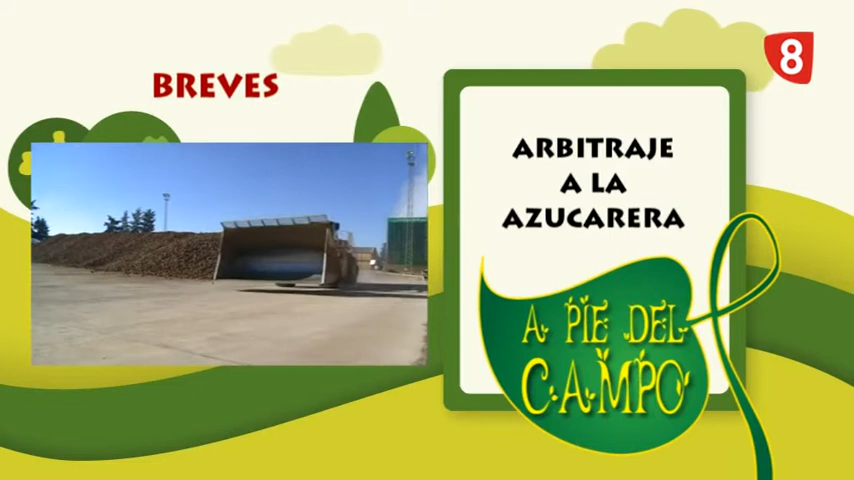 BREVES
8
ARBITRAJE
A LA
AZUCARERA
A PIE DEL
CAMPO